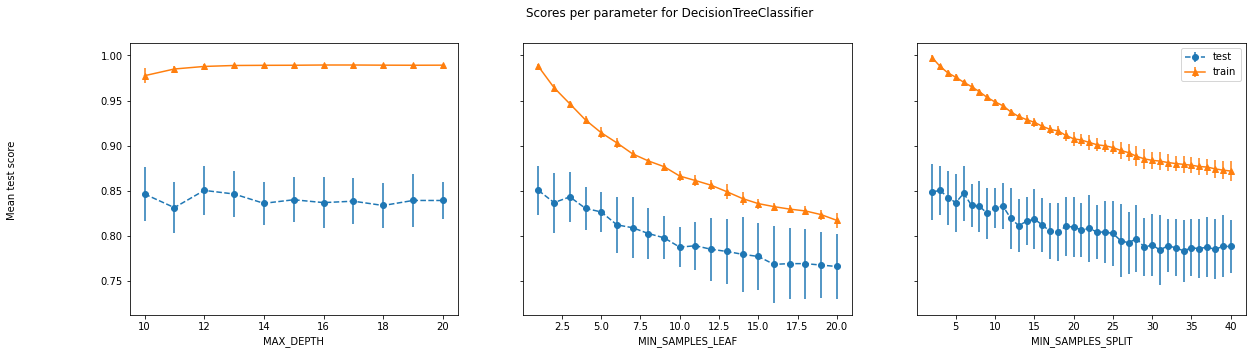 Scores per parameter for DecisionTreeClassifier
Mean test score
1.00
0.95
0.90
0.85
0.80
0.75
10 12 14 16 18 20
MAX_DEPTH
2.5 5.0 7.5 10.0 12.5 15.0 17.5 20.0
MIN_SAMPLES_LEAF
test
train
5 10 15 20 25 30 35 40
MIN_SAMPLES_SPLIT